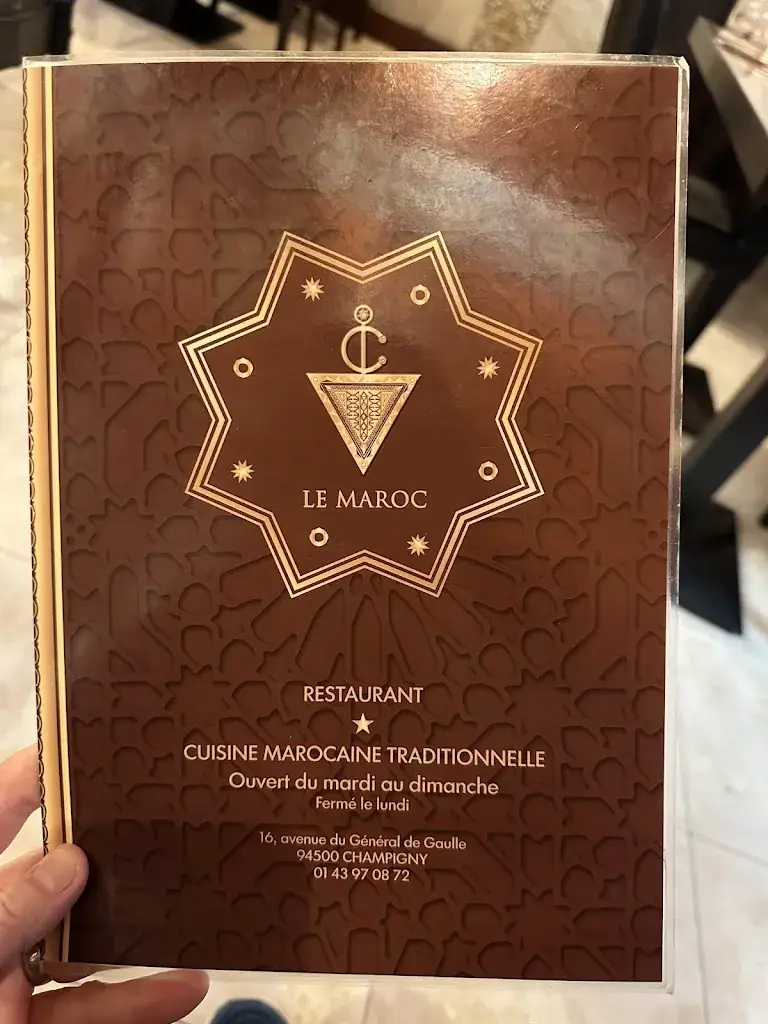 LE MAROC
RESTAURANT
CUISINE MAROCAINE TRADITIONNELLE
Ouvert du mardi au dimanche
Fermé le lundi
16, avenue du Général de Gaulle
94500 CHAMPIGNY
01 43 97 08 72